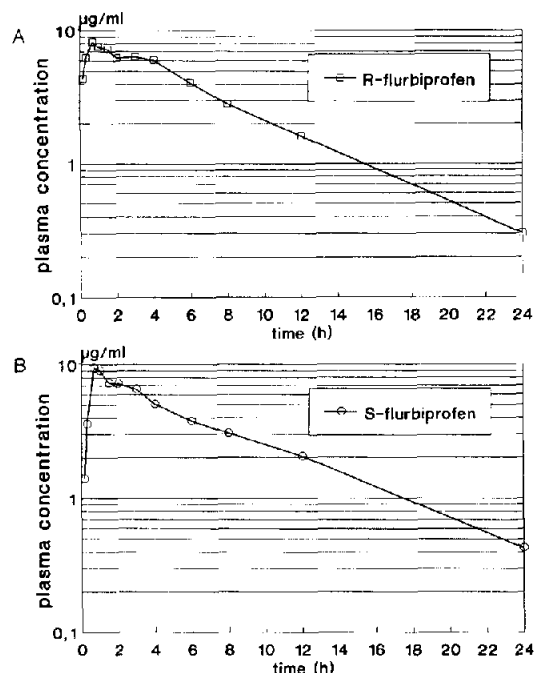 A
µg/ml
10
1
0,1
plasma concentration
R-flurbiprofen
0 2 4 6 8 10 12 14 16 18 20 22 24
time (h)
B
µg/ml
10
1
0,1
plasma concentration
S-flurbiprofen
0 2 4 6 8 10 12 14 16 18 20 22 24
time (h)